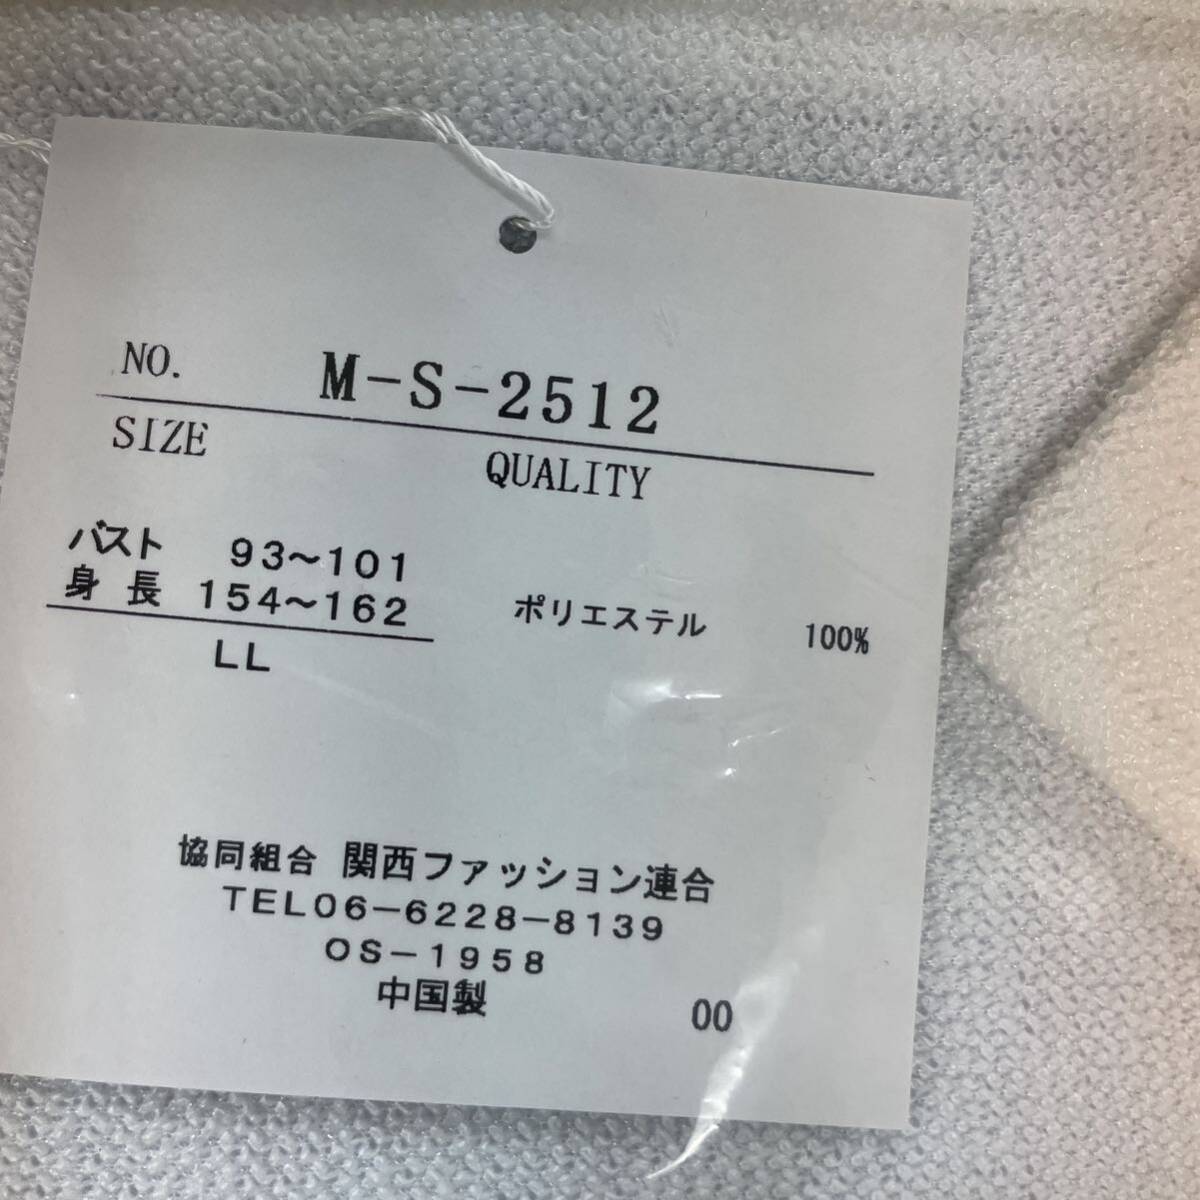 NO. M-S-2512
SIZE QUALITY
バスト 93～101
身長 154～162 ポリエステル 100%
LL
協同組合 関西ファッション連合
TEL06-6228-8139
OS-1958
中国製 00